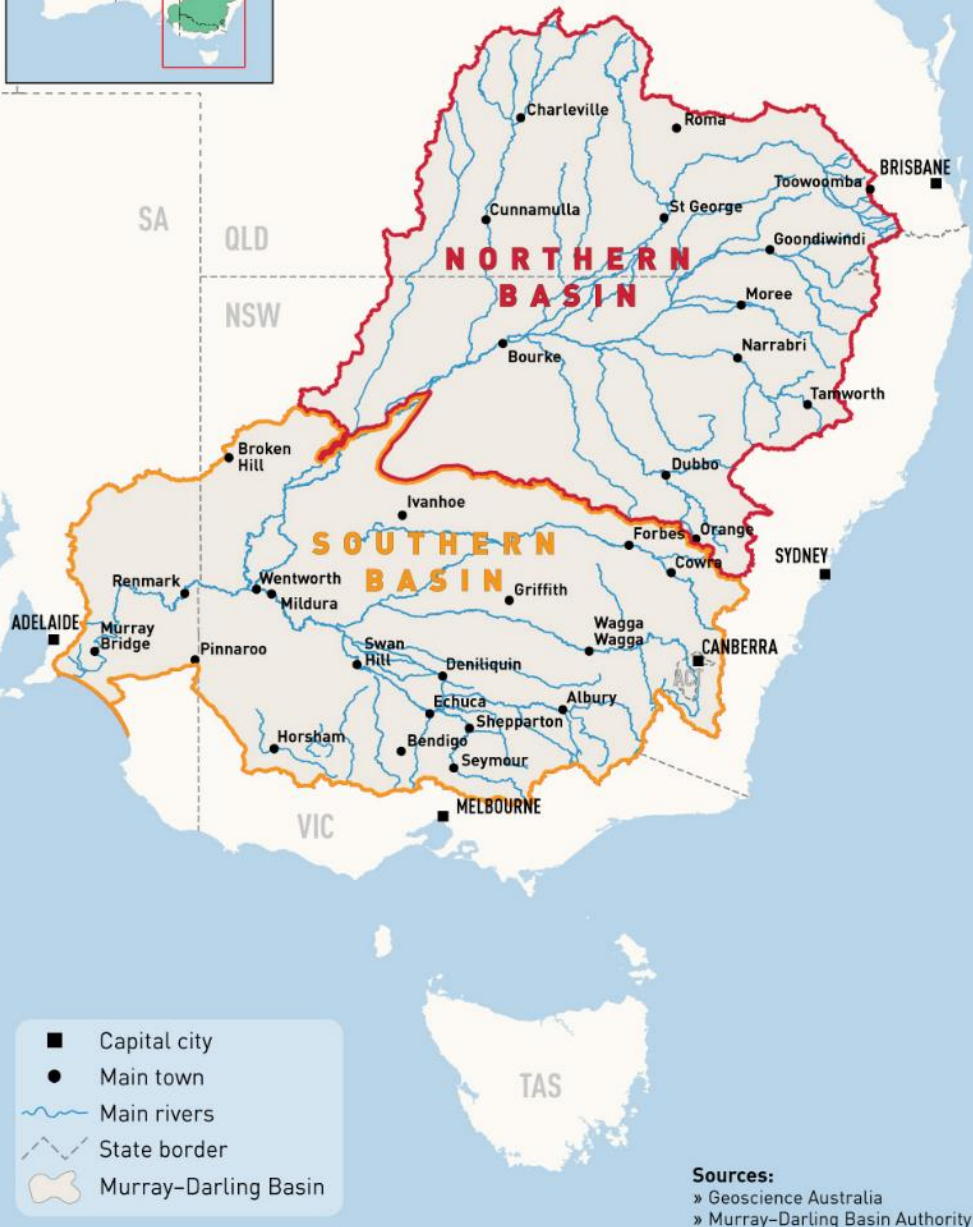 Charleville
Roma
BRISBANE
Toowoomba
SA
QLD
Cunnamulla
St George
Goondiwindi
NORTHERN
BASIN
NSW
Moree
Bourke
Narrabri
Tamworth
Broken
Hill
Dubbo
Ivanhoe
Orange
Forbes
SOUTHERN
BASIN
SYDNEY
Cowra
Renmark
Wentworth
Mildura
Griffith
ADELAIDE
Murray
Bridge
Pinnaroo
Swan
Hill
Wagga
Wagga
CANBERRA
ACT
Deniliquin
Echuca
Albury
Shepparton
Horsham
Bendigo
Seymour
MELBOURNE
VIC
TAS
Capital city
Main town
Main rivers
State border
Murray–Darling Basin
Sources:
» Geoscience Australia
» Murray–Darling Basin Authority